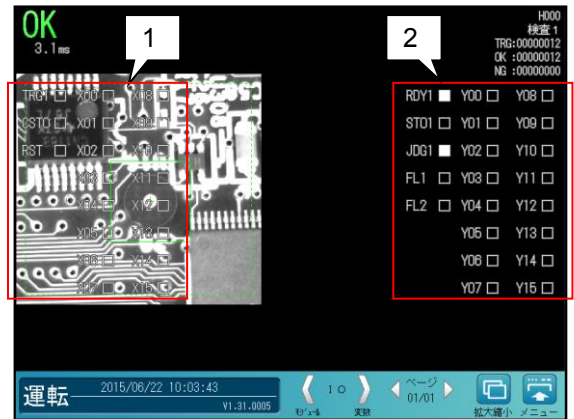 OK
3.1ms
1
2
H000
検査1
TRG:00000012
OK :00000012
NG :00000000
TRG1 X00 X08
CST0 X01 X09
RST X02 X10
X03 X11
X04 X12
X05 X13
X06 X14
X07 X15
RDY1 Y00 Y08
STO1 Y01 Y09
JDG1 Y02 Y10
FL1 Y03 Y11
FL2 Y04 Y12
Y05 Y13
Y06 Y14
Y07 Y15
運転
2015/06/22 10:03:43
V1.31.0005
IO
ﾓｼﾞｭｰﾙ
変数
ページ
01/01
拡大縮小
メニュー